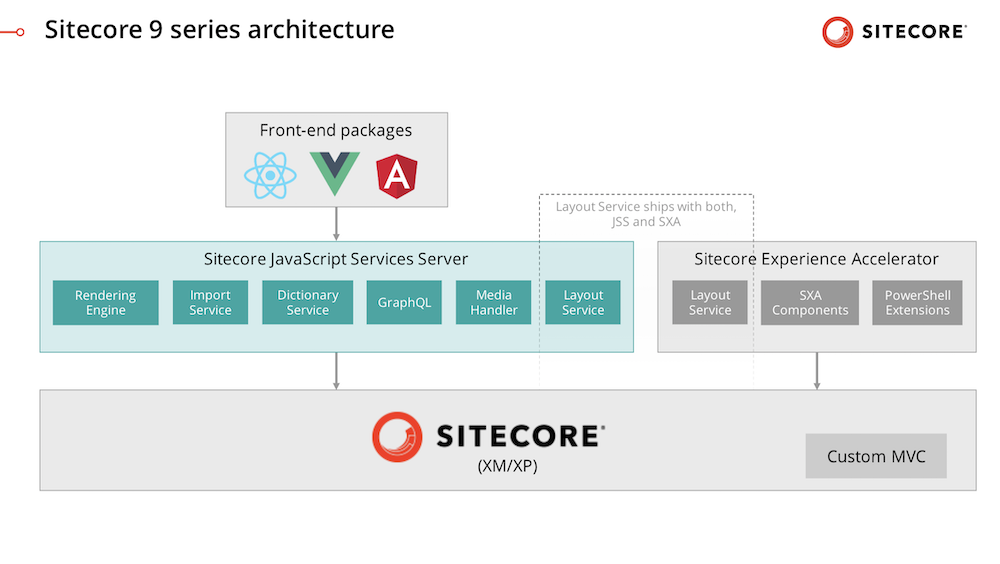 Sitecore 9 series architecture
SITECORE
Front-end packages
Layout Service ships with both,
JSS and SXA
Sitecore JavaScript Services Server
Rendering
Engine
Import
Service
Dictionary
Service
GraphQL
Media
Handler
Layout
Service
Sitecore Experience Accelerator
Layout
Service
SXA
Components
PowerShell
Extensions
SITECORE
(XM/XP)
Custom MVC